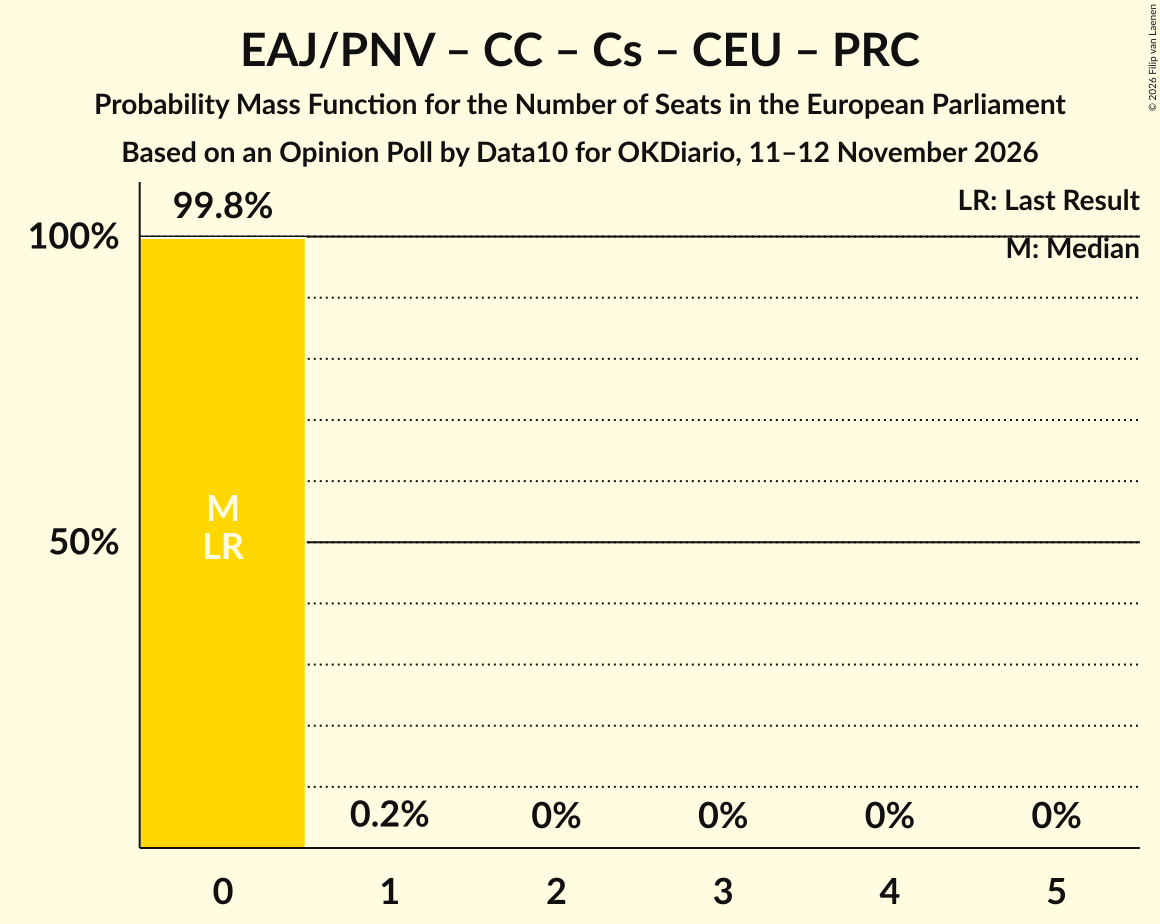 EAJ/PNV – CC – Cs – CEU – PRC
Probability Mass Function for the Number of Seats in the European Parliament
Based on an Opinion Poll by Data10 for OKDiario, 11–12 November 2026
© 2026 Filip van Laenen
LR: Last Result
M: Median
99.8%
100%
50%
M
LR
0.2%
0%
0%
0%
0%
0
1
2
3
4
5